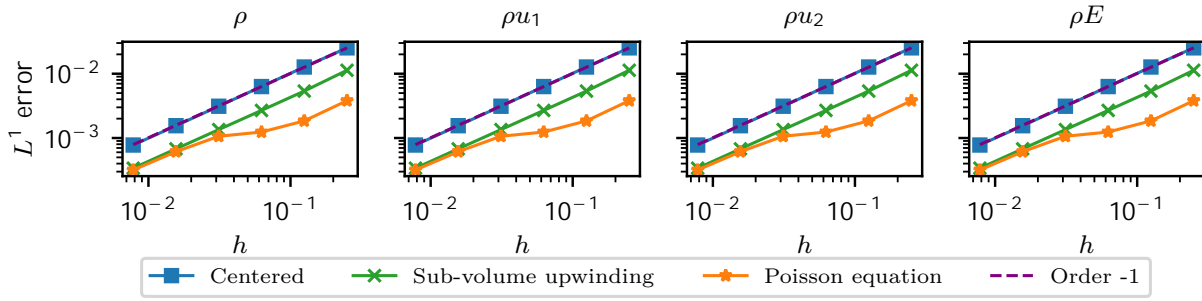 ρ ρu₁ ρu₂ ρE
L¹ error
10⁻²
10⁻³
10⁻² 10⁻¹ 10⁻² 10⁻¹ 10⁻² 10⁻¹ 10⁻² 10⁻¹
h h h h
Centered Sub-volume upwinding Poisson equation Order -1